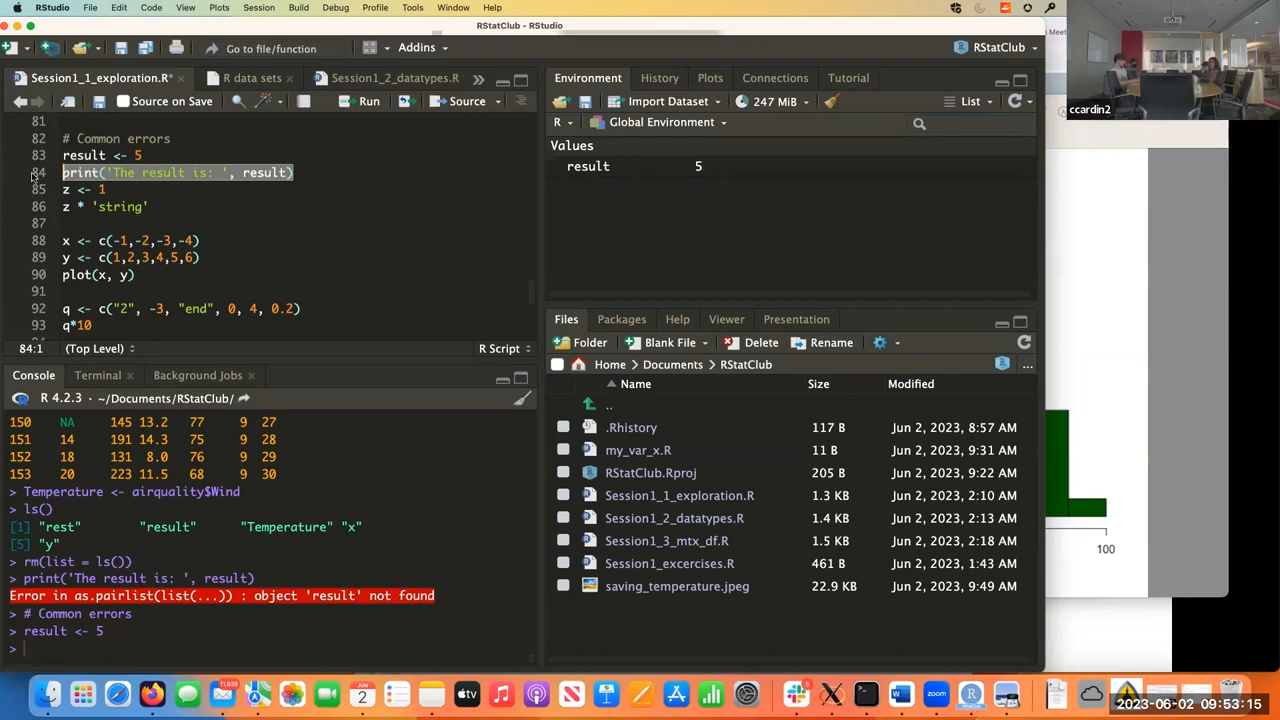 RStudio File Edit Code View Plots Session Build Debug Profile Tools Window Help
RStatClub - RStudio
Go to file/function Addins RStatClub
Session1_1_exploration.R* R data sets Session1_2_datatypes.R
Source on Save Run Source
81
82 # Common errors
83 result <- 5
84 print('The result is: ', result)
85 z <- 1
86 z * 'string'
87
88 x <- c(-1,-2,-3,-4)
89 y <- c(1,2,3,4,5,6)
90 plot(x, y)
91
92 q <- c("2", -3, "end", 0, 4, 0.2)
93 q*10
84:1 (Top Level) R Script
Console Terminal Background Jobs
R 4.2.3 · ~/Documents/RStatClub/
150 NA 145 13.2 77 9 27
151 14 191 14.3 75 9 28
152 18 131 8.0 76 9 29
153 20 223 11.5 68 9 30
> Temperature <- airquality$Wind
> ls()
[1] "rest" "result" "Temperature" "x"
[5] "y"
> rm(list = ls())
> print('The result is: ', result)
Error in as.pairlist(list(...)) : object 'result' not found
> # Common errors
> result <- 5
>
Environment History Plots Connections Tutorial
Import Dataset 247 MiB List
R Global Environment
Values
result 5
Files Packages Help Viewer Presentation
Folder Blank File Delete Rename
Home Documents RStatClub
Name Size Modified
..
.Rhistory 117 B Jun 2, 2023, 8:57 AM
my_var_x.R 11 B Jun 2, 2023, 9:31 AM
RStatClub.Rproj 205 B Jun 2, 2023, 9:22 AM
Session1_1_exploration.R 1.3 KB Jun 2, 2023, 2:10 AM
Session1_2_datatypes.R 1.4 KB Jun 2, 2023, 2:13 AM
Session1_3_mtx_df.R 1.5 KB Jun 2, 2023, 2:18 AM
Session1_excercises.R 461 B Jun 2, 2023, 1:43 AM
saving_temperature.jpeg 22.9 KB Jun 2, 2023, 9:49 AM
ccardin2
Meet
100
JUN
2
zoom
2023-06-02 09:53:15